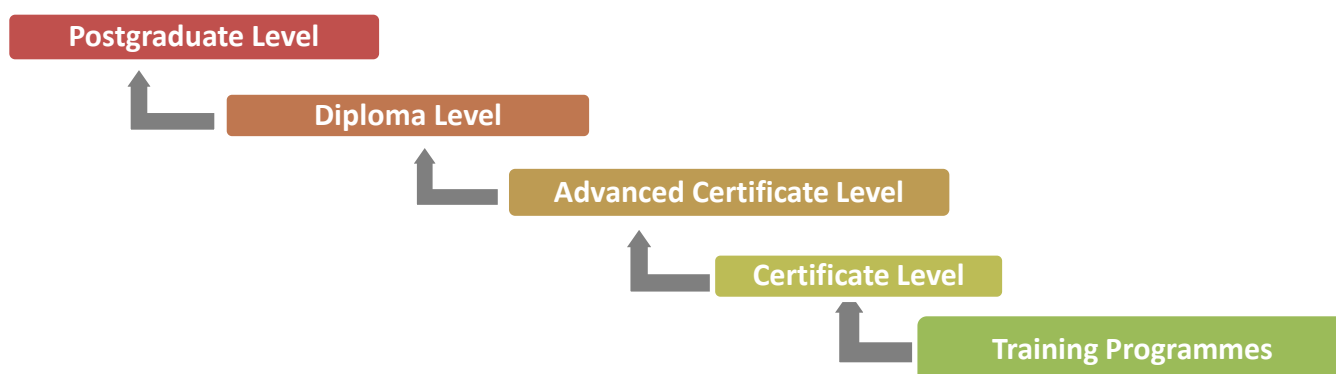 Postgraduate Level
Diploma Level
Advanced Certificate Level
Certificate Level
Training Programmes